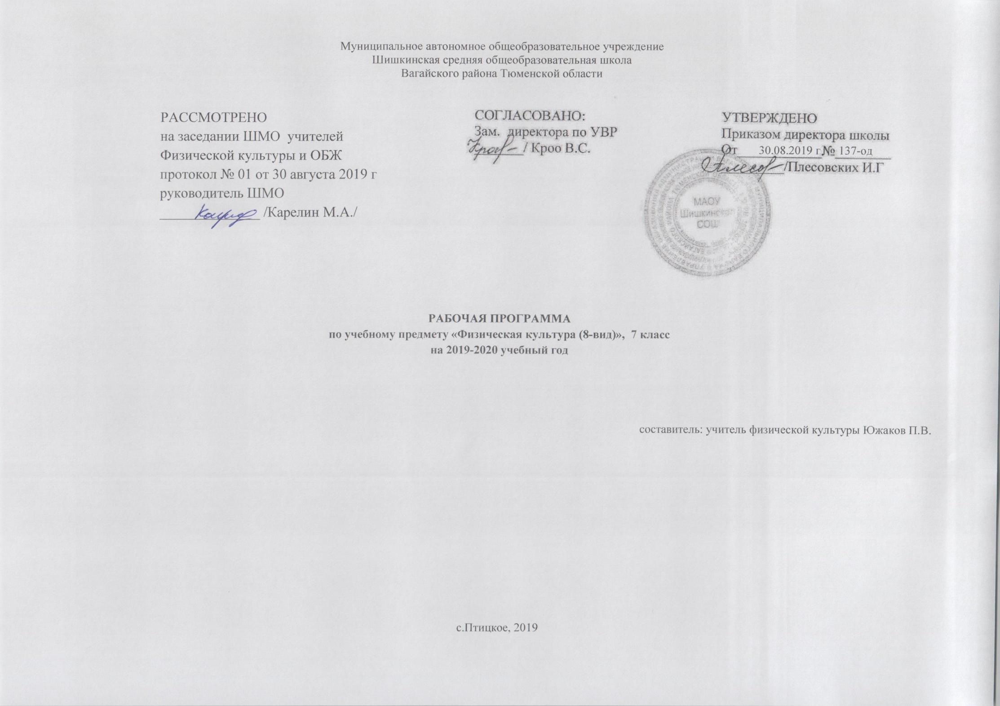 Муниципальное автономное общеобразовательное учреждение
Шишкинская средняя общеобразовательная школа
Вагайского района Тюменской области
РАССМОТРЕНО
на заседании ШМО учителей
Физической культуры и ОБЖ
протокол № 01 от 30 августа 2019 г
руководитель ШМО
/Карелин М.А./
СОГЛАСОВАНО:
Зам. директора по УВР
/ Кроо В.С.
УТВЕРЖДЕНО
Приказом директора школы
От 30.08.2019 г № 137-од
/Плесовских И.Г
МАОУ
Шишкинская
СОШ
РАБОЧАЯ ПРОГРАММА
по учебному предмету «Физическая культура (8-вид)», 7 класс
на 2019-2020 учебный год
составитель: учитель физической культуры Южаков П.В.
с.Птицкое, 2019